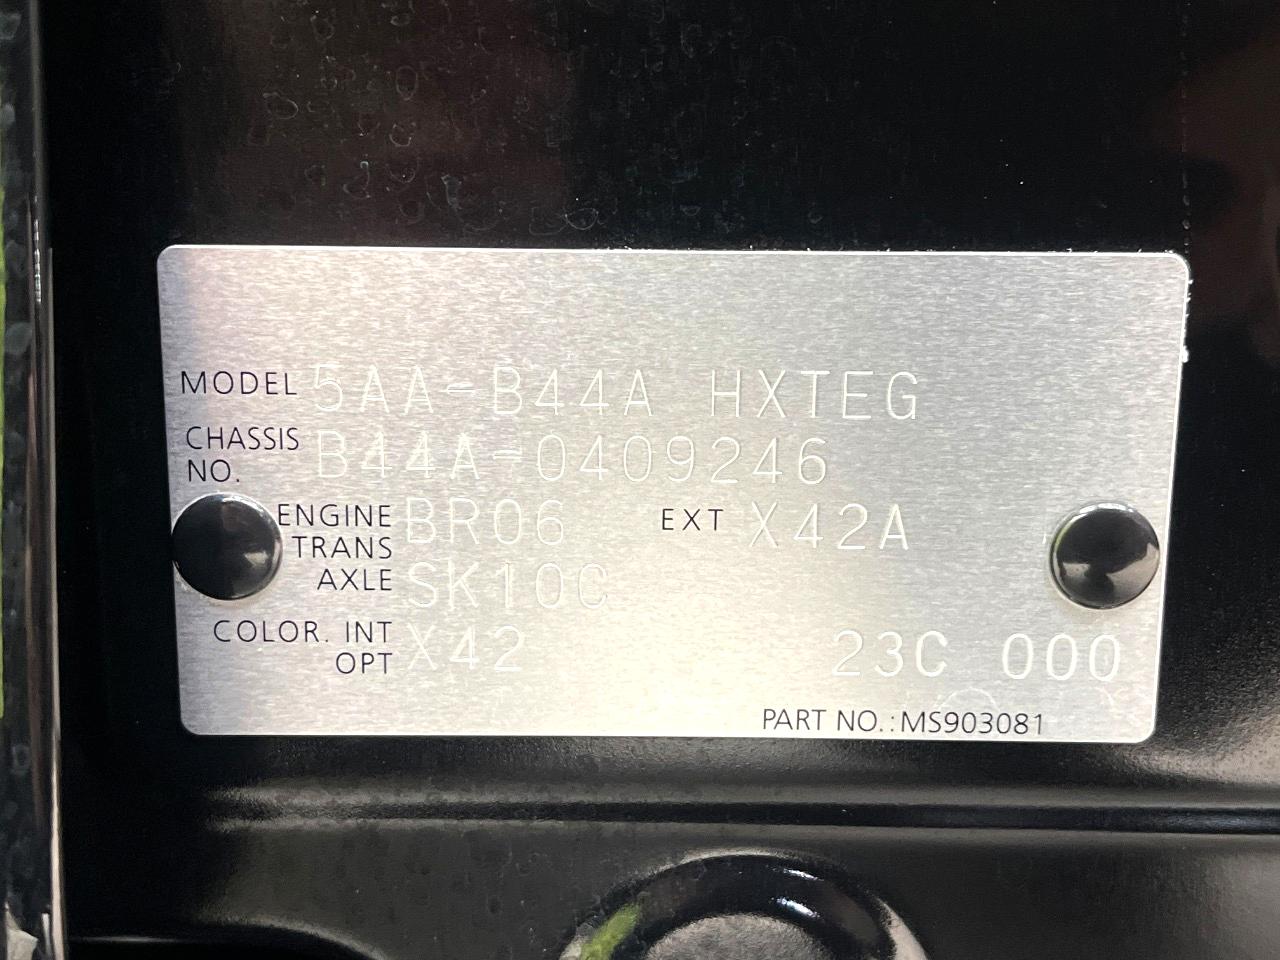 MODEL 5AA-B44A HXTEG
CHASSIS NO. B44A-0409246
ENGINE BR06 EXT X42A
TRANS
AXLE SK10C
COLOR. INT X42 23C 000
OPT
PART NO.: MS903081